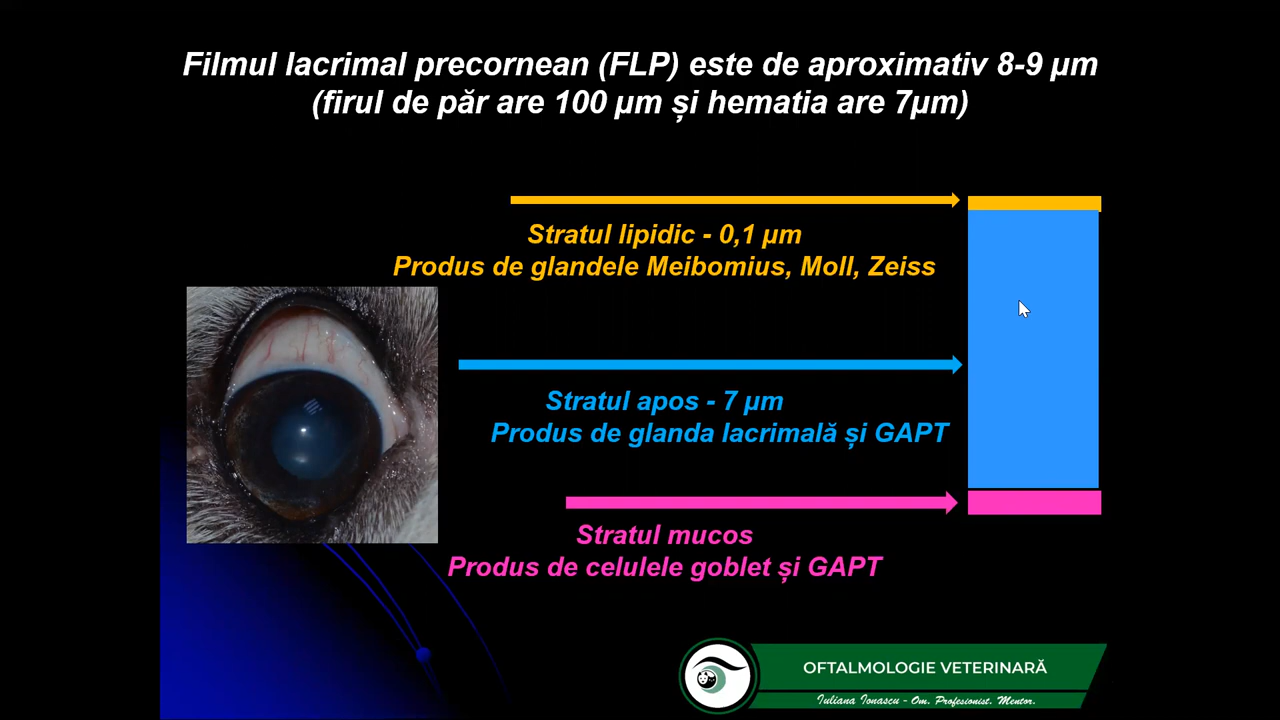 Filmul lacrimal precornean (FLP) este de aproximativ 8-9 µm
(firul de păr are 100 µm și hematia are 7µm)
Stratul lipidic - 0,1 µm
Produs de glandele Meibomius, Moll, Zeiss
Stratul apos - 7 µm
Produs de glanda lacrimală și GAPT
Stratul mucos
Produs de celulele goblet și GAPT
OFTALMOLOGIE VETERINARĂ
Iuliana Ionascu - Om. Profesionist. Mentor.